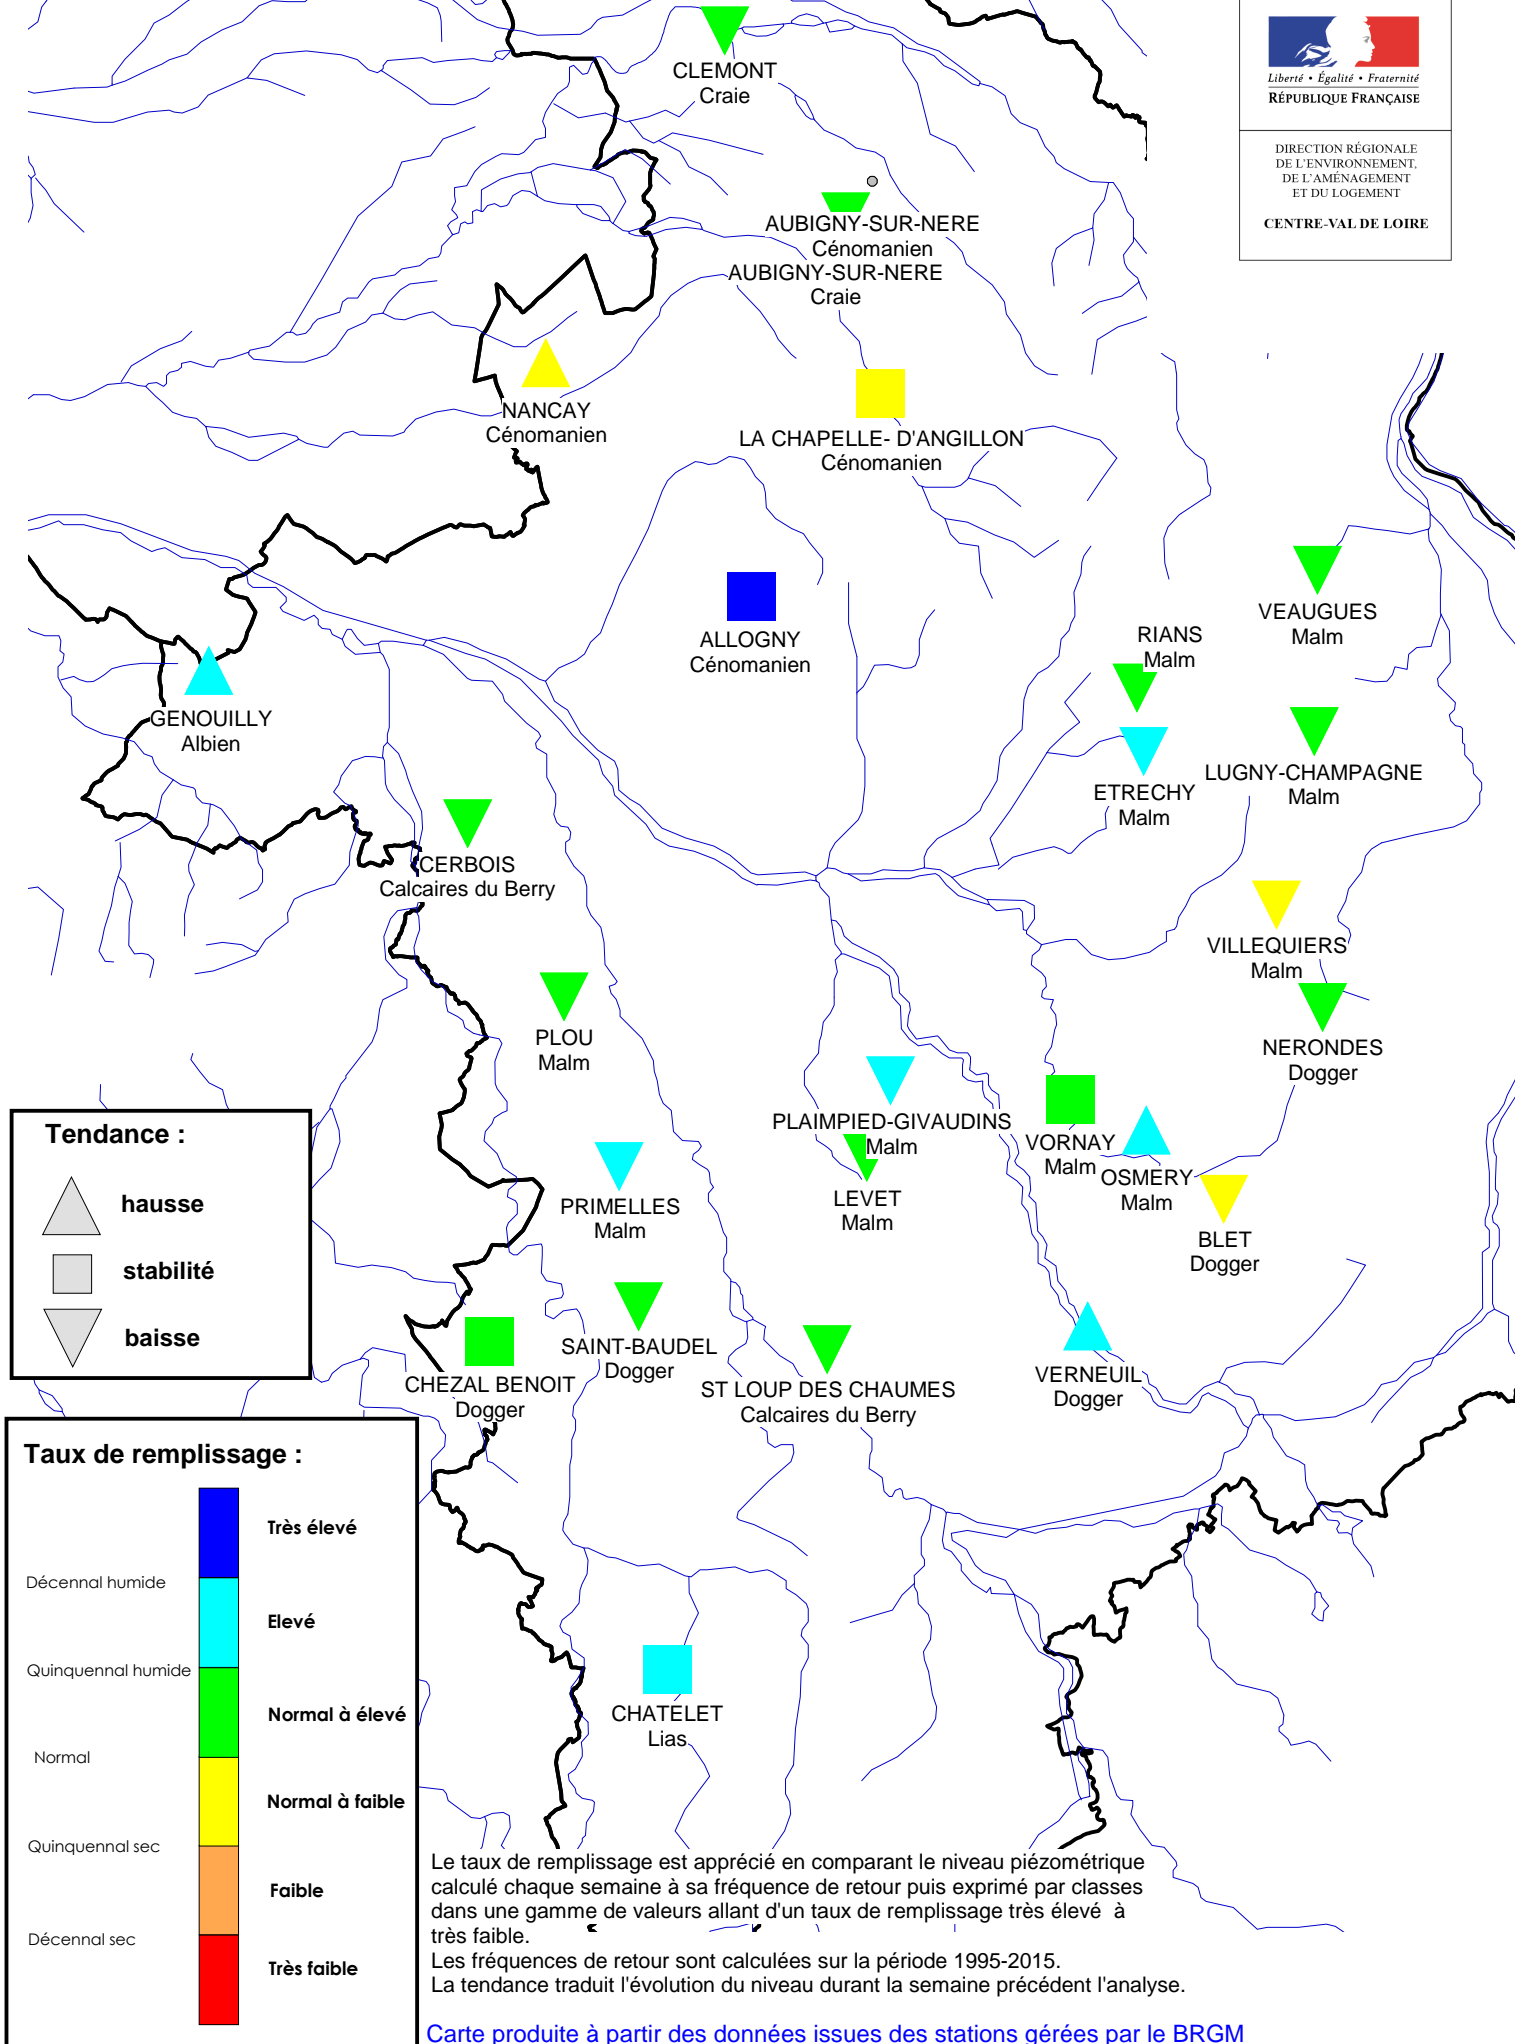 Liberté • Égalité • Fraternité
RÉPUBLIQUE FRANÇAISE
DIRECTION RÉGIONALE
DE L'ENVIRONNEMENT,
DE L'AMÉNAGEMENT
ET DU LOGEMENT
CENTRE-VAL DE LOIRE
CLEMONT
Craie
AUBIGNY-SUR-NERE
Cénomanien
AUBIGNY-SUR-NERE
Craie
NANCAY
Cénomanien
LA CHAPELLE- D'ANGILLON
Cénomanien
ALLOGNY
Cénomanien
VEAUGUES
Malm
RIANS
Malm
GENOUILLY
Albien
LUGNY-CHAMPAGNE
Malm
ETRECHY
Malm
CERBOIS
Calcaires du Berry
VILLEQUIERS
Malm
PLOU
Malm
NERONDES
Dogger
PLAIMPIED-GIVAUDINS
Malm
VORNAY
Malm
OSMERY
Malm
PRIMELLES
Malm
LEVET
Malm
BLET
Dogger
SAINT-BAUDEL
Dogger
CHEZAL BENOIT
Dogger
ST LOUP DES CHAUMES
Calcaires du Berry
VERNEUIL
Dogger
CHATELET
Lias
Tendance :
hausse
stabilité
baisse
Taux de remplissage :
Très élevé
Décennal humide
Elevé
Quinquennal humide
Normal à élevé
Normal
Normal à faible
Quinquennal sec
Faible
Décennal sec
Très faible
Le taux de remplissage est apprécié en comparant le niveau piézométrique
calculé chaque semaine à sa fréquence de retour puis exprimé par classes
dans une gamme de valeurs allant d'un taux de remplissage très élevé à
très faible.
Les fréquences de retour sont calculées sur la période 1995-2015.
La tendance traduit l'évolution du niveau durant la semaine précédent l'analyse.
Carte produite à partir des données issues des stations gérées par le BRGM